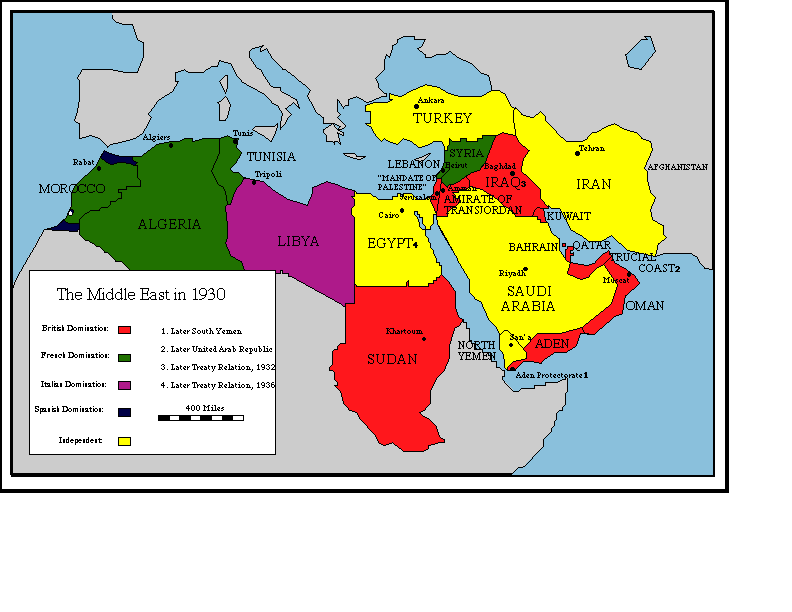 Ankara
TURKEY
Algiers
Tunis
Tehran
TUNISIA
SYRIA
LEBANON
Beirut
Baghdad
AFGHANISTAN
Rabat
Tripoli
"MANDATE OF
PALESTINE"
Amman
IRAQ3
IRAN
MOROCCO
Jerusalem
AMIRATE OF
TRANSJORDAN
Cairo
KUWAIT
ALGERIA
LIBYA
EGYPT4
BAHRAIN
QATAR
TRUCIAL
COAST2
Riyadh
Muscat
SAUDI
ARABIA
OMAN
The Middle East in 1930
British Domination:
French Domination:
Italian Domination:
Spanish Domination:
Independent:
1. Later South Yemen
2. Later United Arab Republic
3. Later Treaty Relation, 1932
4. Later Treaty Relation, 1936
400 Miles
Khartoum
SUDAN
NORTH
YEMEN
San'a
ADEN
Aden Protectorate1